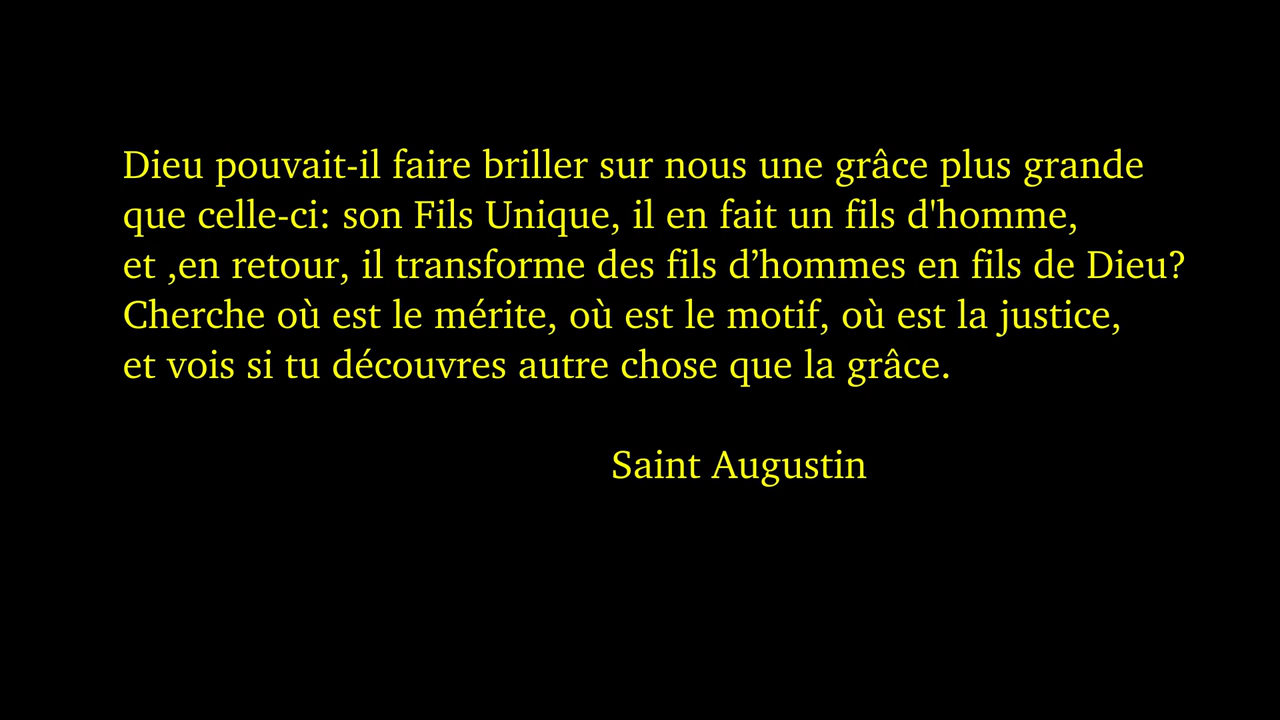 Dieu pouvait-il faire briller sur nous une grâce plus grande
que celle-ci: son Fils Unique, il en fait un fils d'homme,
et ,en retour, il transforme des fils d’hommes en fils de Dieu?
Cherche où est le mérite, où est le motif, où est la justice,
et vois si tu découvres autre chose que la grâce.
Saint Augustin